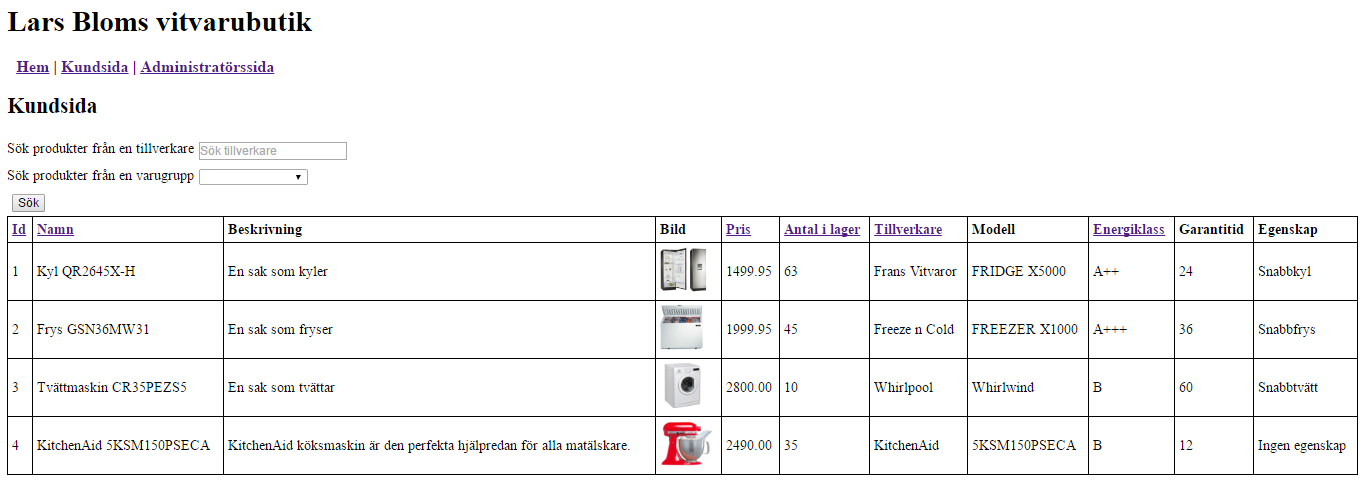 Lars Bloms vitvarubutik
Hem | Kundsida | Administratörssida
Kundsida
Sök produkter från en tillverkare Sök tillverkare
Sök produkter från en varugrupp
Sök
Id Namn Beskrivning Bild Pris Antal i lager Tillverkare Modell Energiklass Garantitid Egenskap
1 Kyl QR2645X-H En sak som kyler 1499.95 63 Frans Vitvaror FRIDGE X5000 A++ 24 Snabbkyl
2 Frys GSN36MW31 En sak som fryser 1999.95 45 Freeze n Cold FREEZER X1000 A+++ 36 Snabbfrys
3 Tvättmaskin CR35PEZS5 En sak som tvättar 2800.00 10 Whirlpool Whirlwind B 60 Snabbtvätt
4 KitchenAid 5KSM150PSECA KitchenAid köksmaskin är den perfekta hjälpredan för alla matälskare. 2490.00 35 KitchenAid 5KSM150PSECA B 12 Ingen egenskap